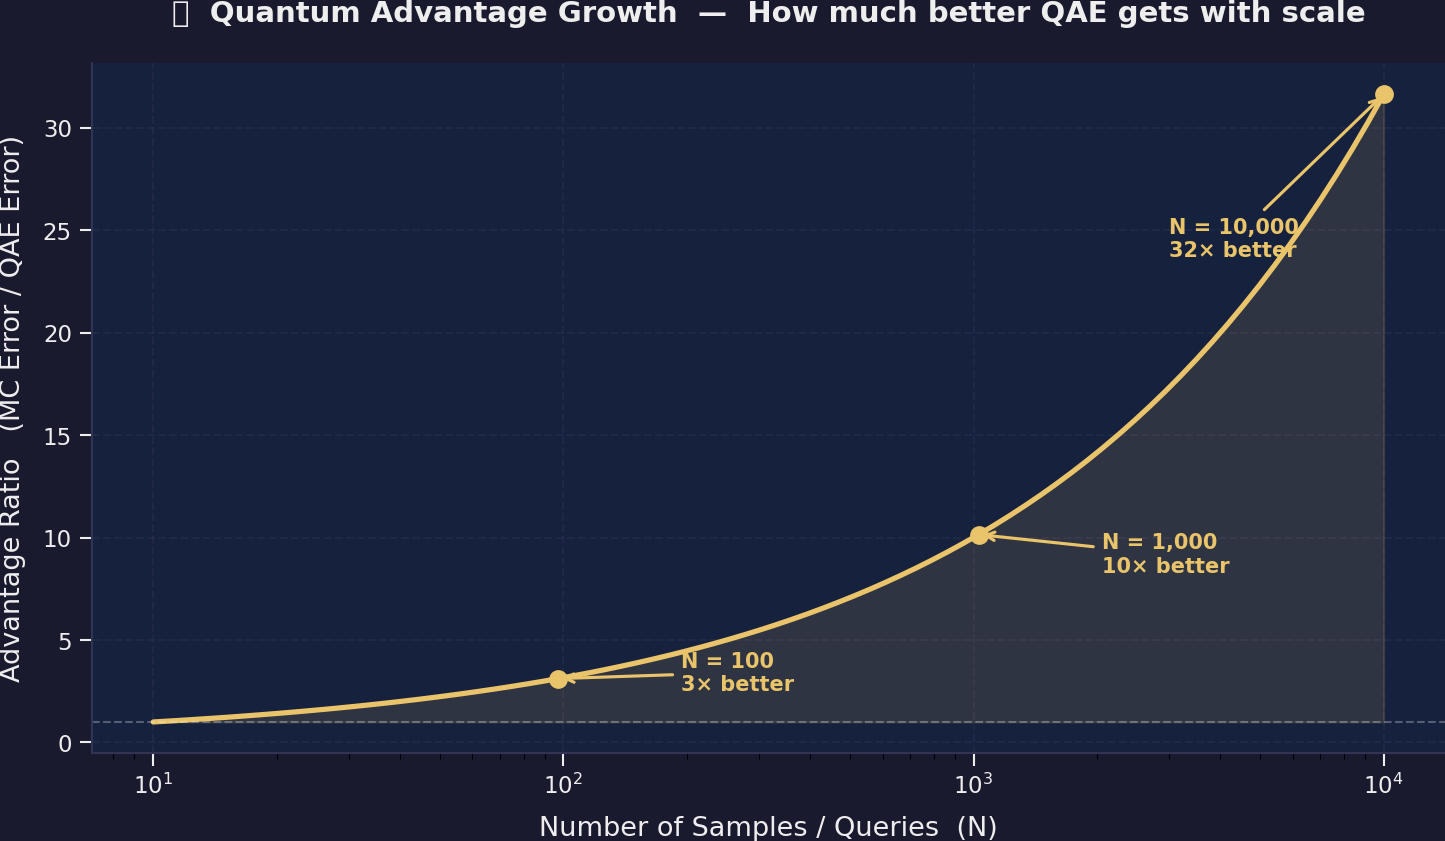 Quantum Advantage Growth — How much better QAE gets with scale
Advantage Ratio (MC Error / QAE Error)
30
25
20
15
10
5
0
N = 10,000
32× better
N = 1,000
10× better
N = 100
3× better
10¹
10²
10³
10⁴
Number of Samples / Queries (N)